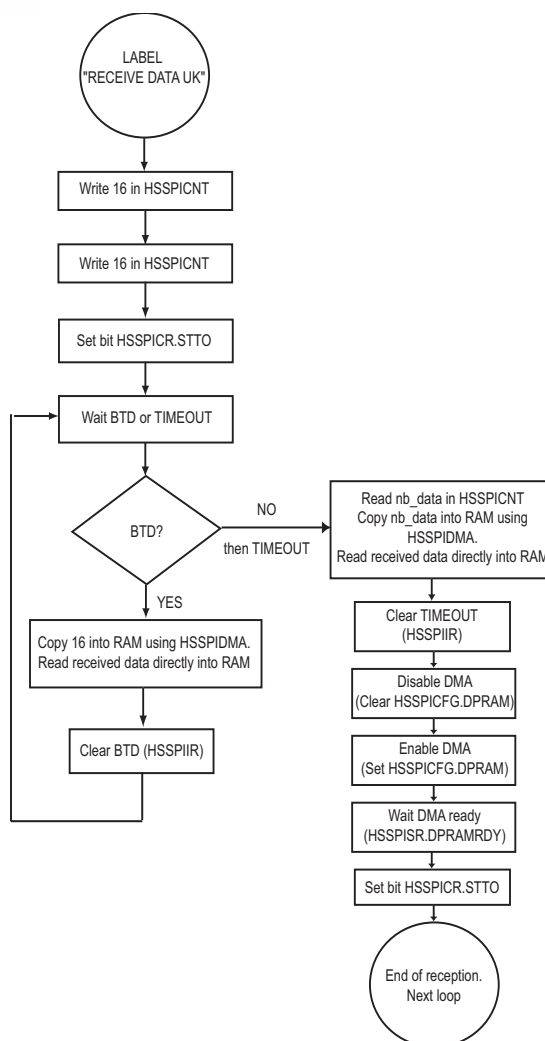 LABEL
"RECEIVE DATA UK"
Write 16 in HSSPICNT
Write 16 in HSSPICNT
Set bit HSSPICR.STTO
Wait BTD or TIMEOUT
BTD?
NO
then TIMEOUT
YES
Copy 16 into RAM using HSSPIDMA.
Read received data directly into RAM
Clear BTD (HSSPIIR)
Read nb_data in HSSPICNT
Copy nb_data into RAM using
HSSPIDMA.
Read received data directly into RAM
Clear TIMEOUT
(HSSPIIR)
Disable DMA
(Clear HSSPICFG.DPRAM)
Enable DMA
(Set HSSPICFG.DPRAM)
Wait DMA ready
(HSSPISR.DPRAMRDY)
Set bit HSSPICR.STTO
End of reception.
Next loop